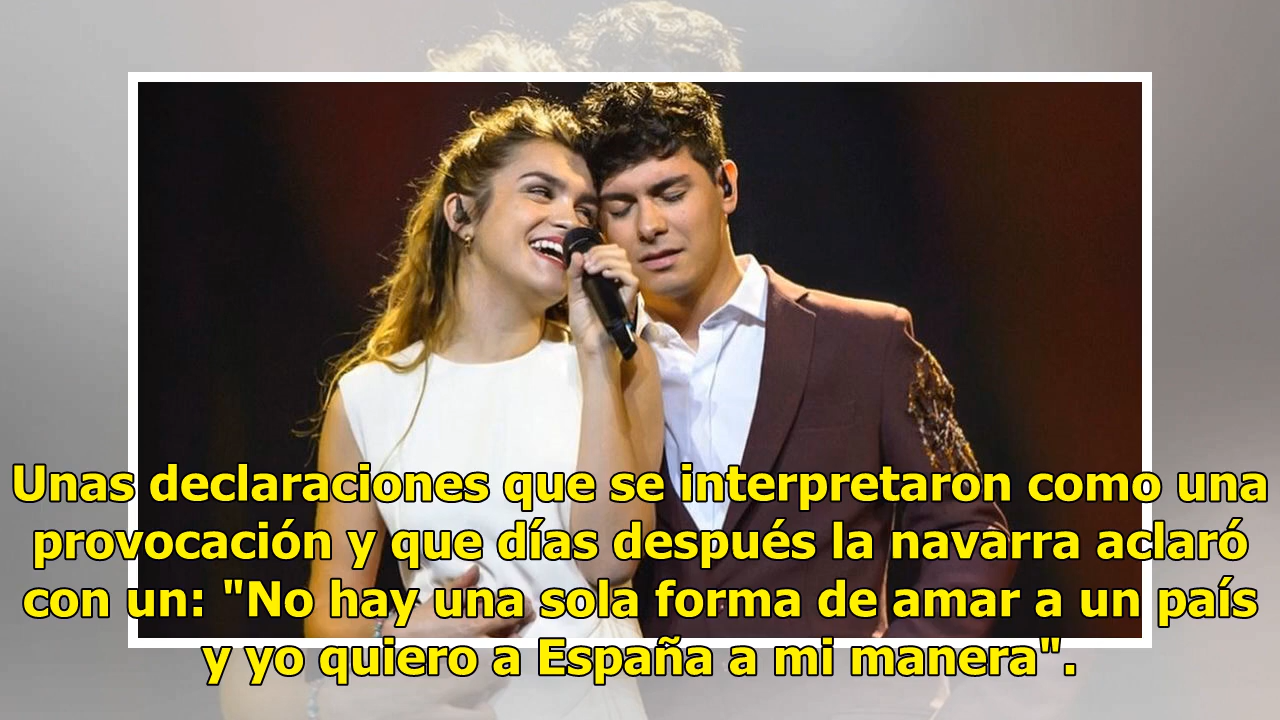 Unas declaraciones que se interpretaron como una
provocación y que días después la navarra aclaró
con un: "No hay una sola forma de amar a un país
y yo quiero a España a mi manera".